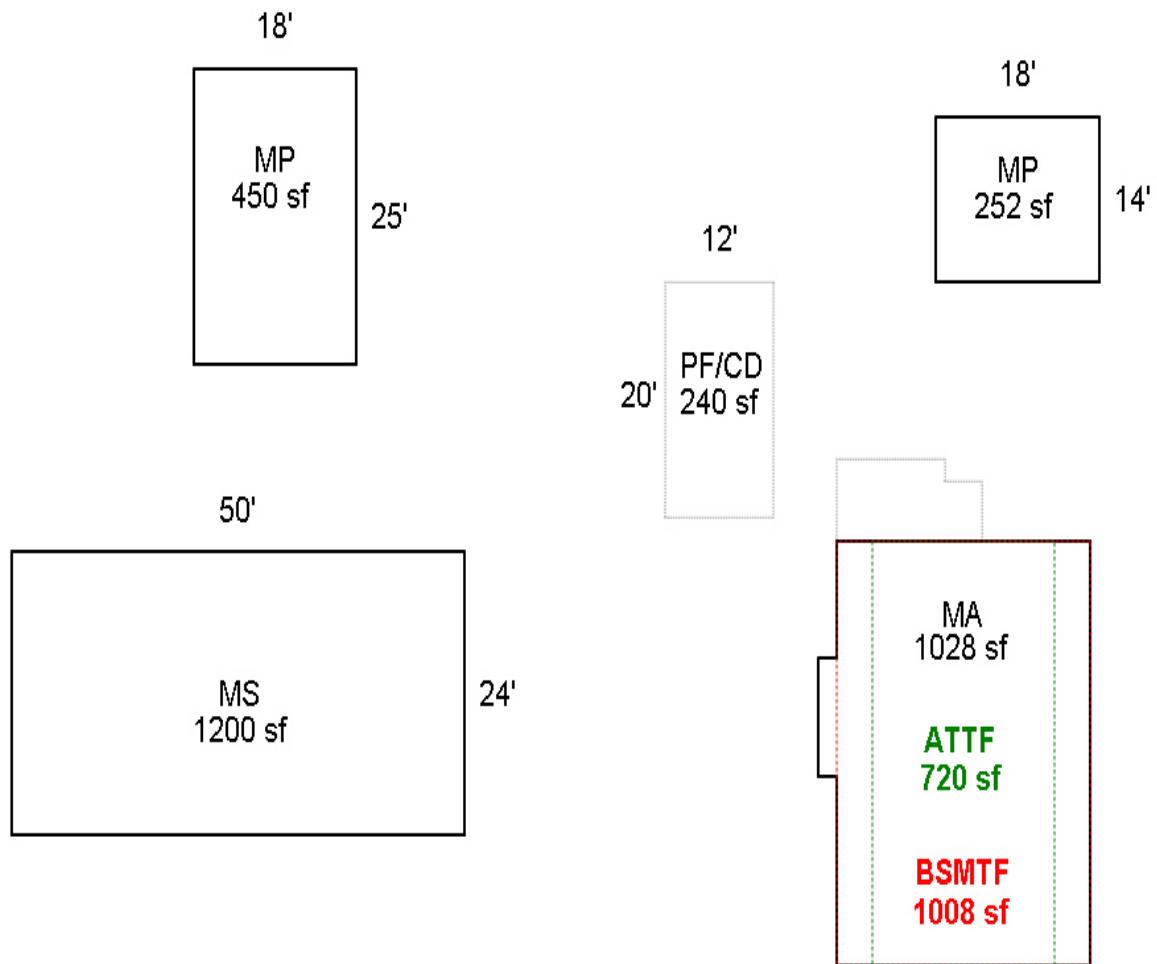 18'
MP
450 sf
25'
18'
MP
252 sf
14'
12'
PF/CD
240 sf
20'
50'
MS
1200 sf
24'
MA
1028 sf
ATTF
720 sf
BSMTF
1008 sf